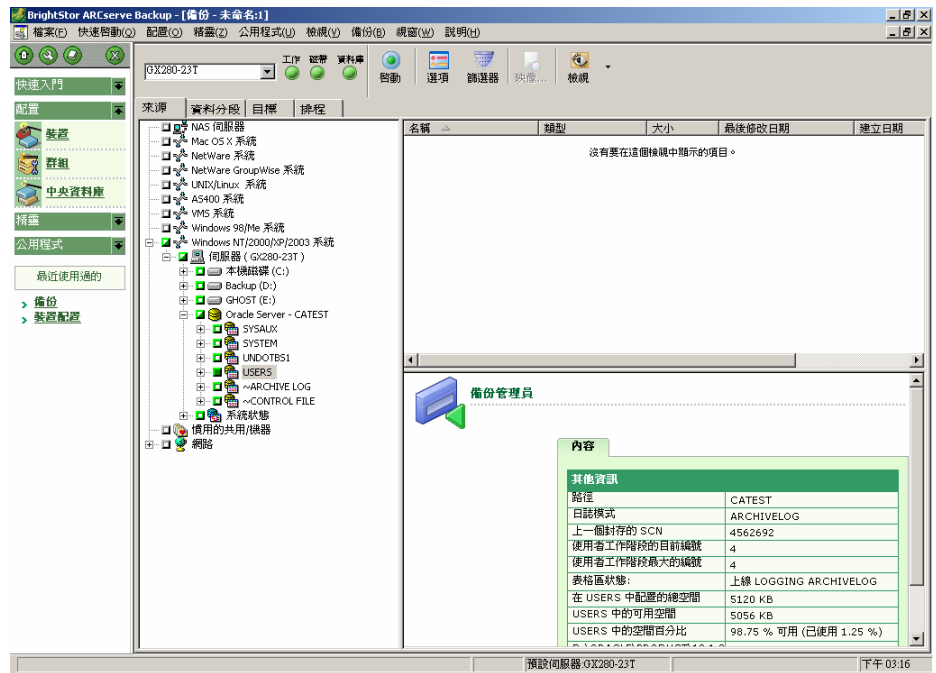 BrightStor ARCserve Backup - [備份 - 未命名:1]
檔案(F) 快速啓動(Q) 配置(O) 精靈(Z) 公用程式(U) 檢視(V) 備份(B) 視窗(W) 說明(H)
快速入門
配置
裝置
群組
中央資料庫
精靈
公用程式
最近使用過的
備份
裝置配置
GX280-23T
工作 磁帶 資料庫
啓動 選項 篩選器 映像... 檢視
來源 資料分段 目標 排程
NAS 伺服器
Mac OS X 系統
NetWare 系統
NetWare GroupWise 系統
UNIX/Linux 系統
AS400 系統
VMS 系統
Windows 98/Me 系統
Windows NT/2000/XP/2003 系統
伺服器 ( GX280-23T )
本機磁碟 (C:)
Backup (D:)
GHOST (E:)
Oracle Server - CATEST
SYSAUX
SYSTEM
UNDOTBS1
USERS
~ARCHIVE LOG
~CONTROL FILE
系統狀態
慣用的共用/機器
網路
名稱 類型 大小 最後修改日期 建立日期
沒有要在這個檢視中顯示的項目。
備份管理員
內容
其他資訊
路徑 CATEST
日誌模式 ARCHIVELOG
上一個封存的 SCN 4562692
使用者工作階段的目前編號 4
使用者工作階段最大的編號 4
表格區狀態: 上線 LOGGING ARCHIVELOG
在 USERS 中配置的總空間 5120 KB
USERS 中的可用空間 5056 KB
USERS 中的空間百分比 98.75 % 可用 (已使用 1.25 %)
預設伺服器:GX280-23T
下午 03:16